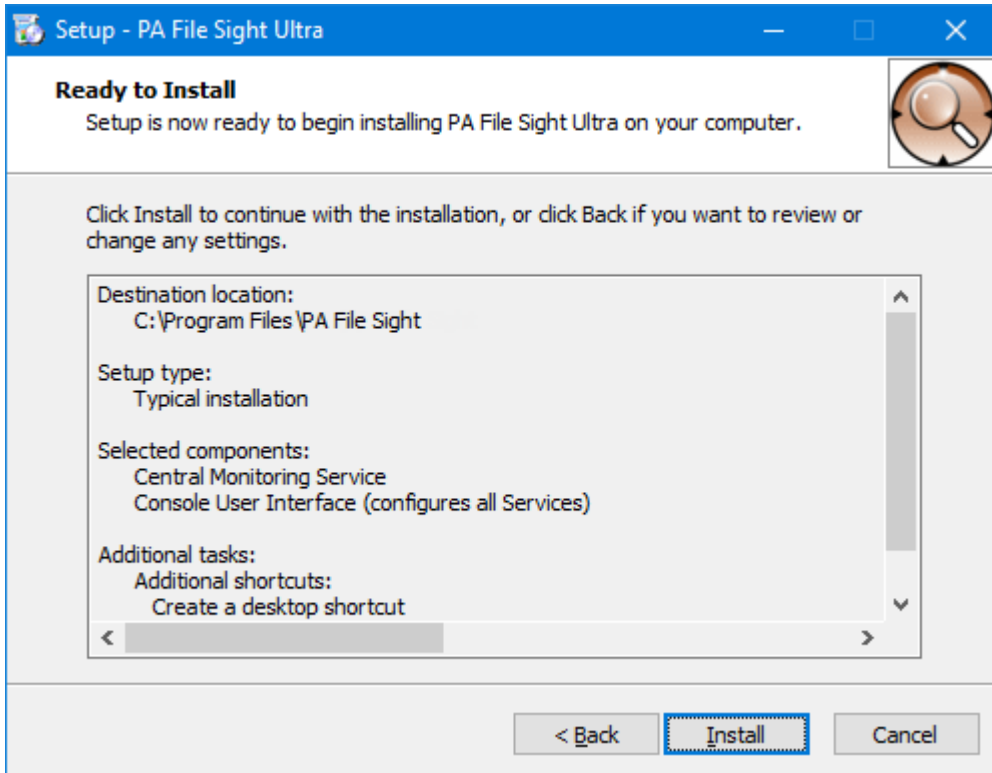 Setup - PA File Sight Ultra
Ready to Install
Setup is now ready to begin installing PA File Sight Ultra on your computer.
Click Install to continue with the installation, or click Back if you want to review or
change any settings.
Destination location:
C:\Program Files\PA File Sight
Setup type:
Typical installation
Selected components:
Central Monitoring Service
Console User Interface (configures all Services)
Additional tasks:
Additional shortcuts:
Create a desktop shortcut
< Back Install Cancel